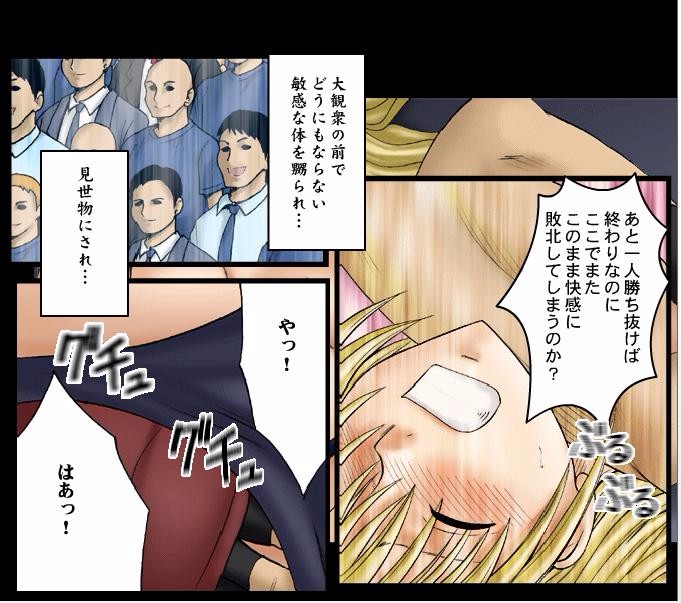 大観衆の前で
どうにもならない
敏感な体を嬲られ…
見世物にされ…
あと一人勝ち抜けば
終わりなのに
ここでまた
このまま快感に
敗北してしまうのか？
ぶる
ぶる
やっ！
グチュ
グチュ
はあっ！